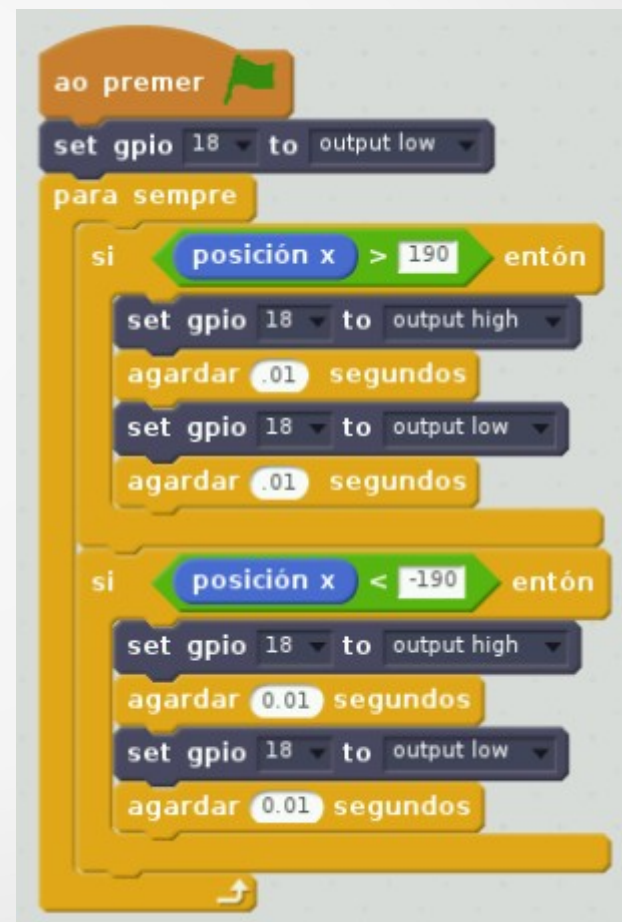 ao premer
set gpio 18 to output low
para sempre
si posición x > 190 entón
set gpio 18 to output high
agardar .01 segundos
set gpio 18 to output low
agardar .01 segundos
si posición x < -190 entón
set gpio 18 to output high
agardar 0.01 segundos
set gpio 18 to output low
agardar 0.01 segundos